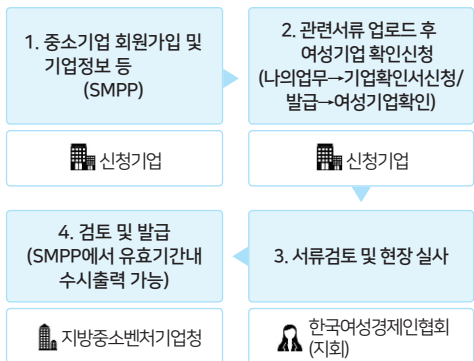 1. 중소기업 회원가입 및
기업정보 등
(SMPP)
신청기업
2. 관련서류 업로드 후
여성기업 확인신청
(나의업무→기업확인서신청/
발급→여성기업확인)
신청기업
3. 서류검토 및 현장 실사
한국여성경제인협회
(지회)
4. 검토 및 발급
(SMPP에서 유효기간내
수시출력 가능)
지방중소벤처기업청